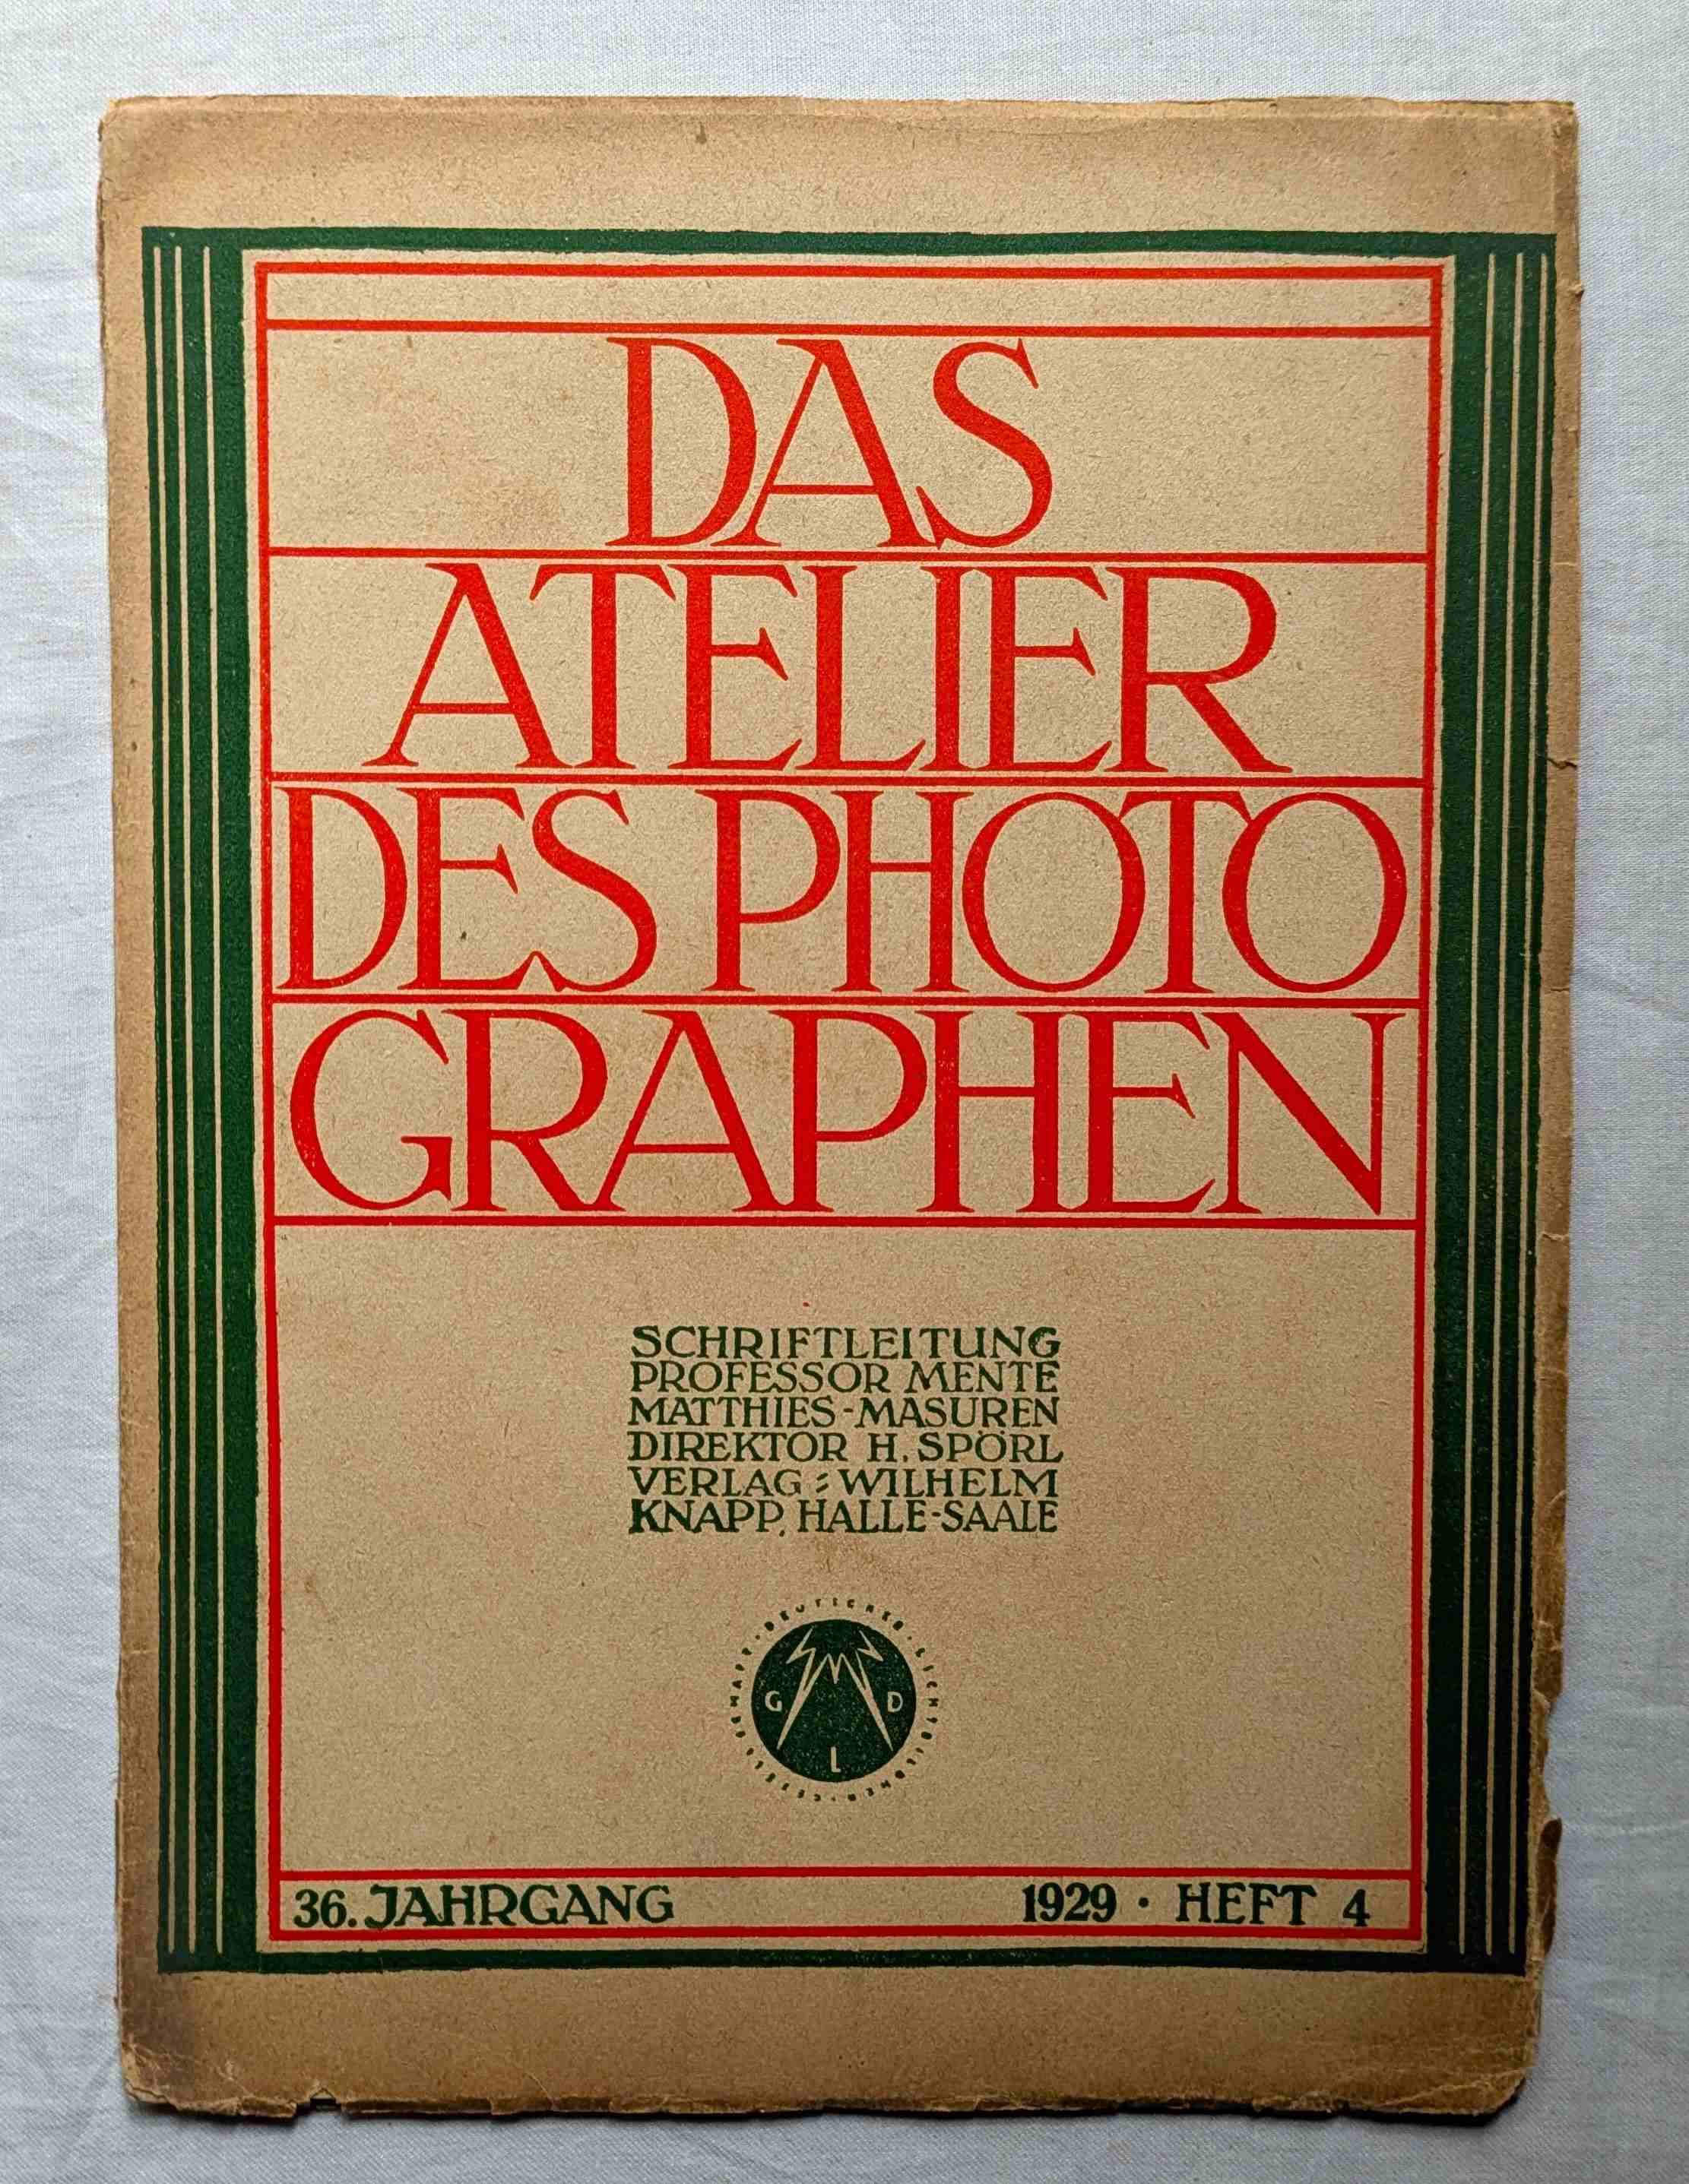 DAS
ATELIER
DES PHOTO
GRAPHEN
SCHRIFTLEITUNG
PROFESSOR MENTE
MATTHIES-MASUREN
DIREKTOR H. SPÖRL
VERLAG : WILHELM
KNAPP, HALLE-SAALE
G D
L
36. JAHRGANG
1929 · HEFT 4